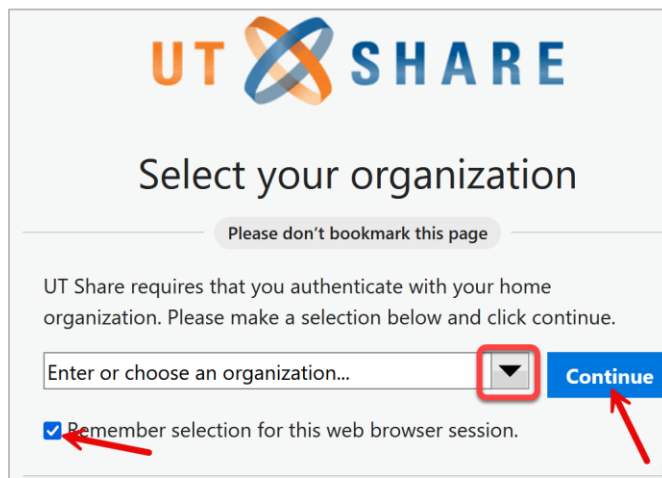 UT SHARE
Select your organization
Please don't bookmark this page
UT Share requires that you authenticate with your home
organization. Please make a selection below and click continue.
Enter or choose an organization...
Continue
Remember selection for this web browser session.